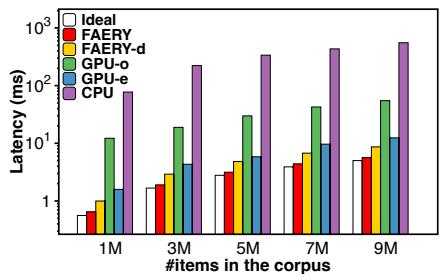 Ideal
FAERY
FAERY-d
GPU-o
GPU-e
CPU
Latency (ms)
10³
10²
10¹
1
1M 3M 5M 7M 9M
#items in the corpus